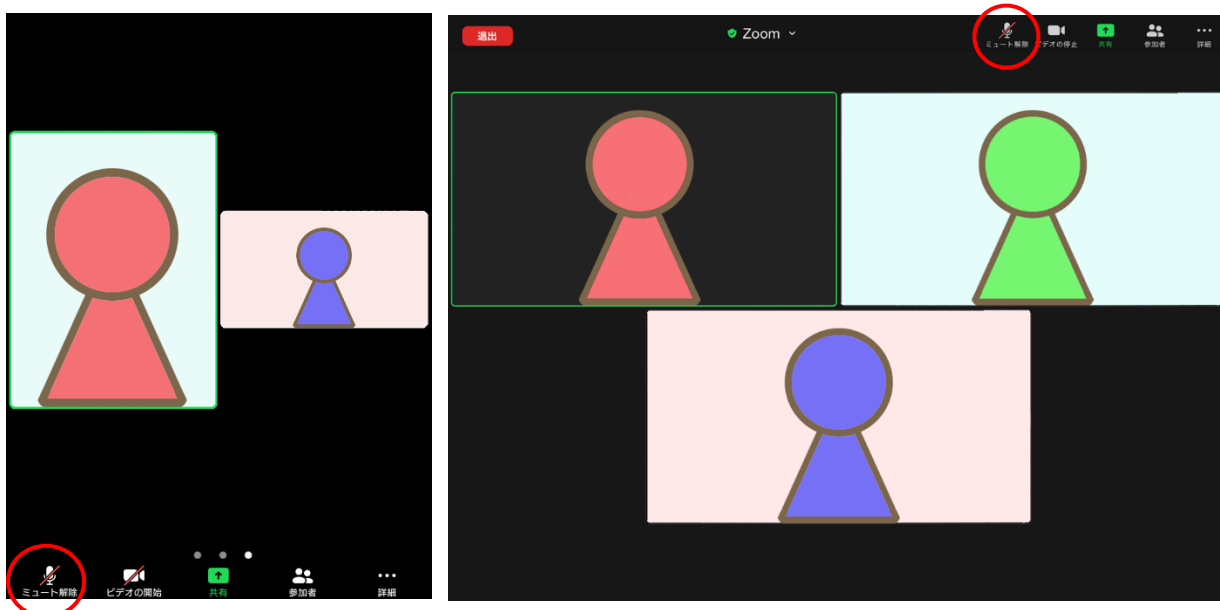 ミュート解除
ビデオの開始
共有
参加者
詳細
退出
Zoom
ミュート解除
デオの停止
共有
参加者
詳細